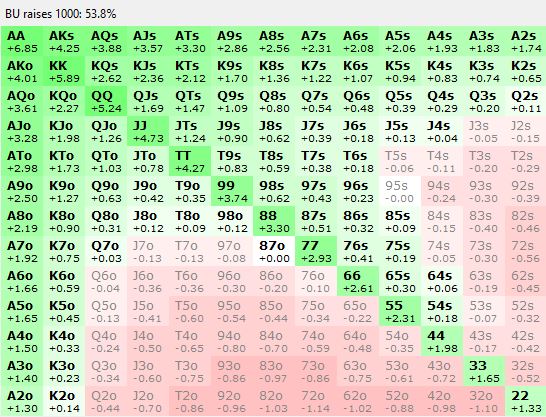 BU raises 1000: 53.8%
AA AKs AQs AJs ATs A9s A8s A7s A6s A5s A4s A3s A2s
+6.85 +4.25 +3.88 +3.57 +3.30 +2.86 +2.56 +2.31 +2.08 +2.06 +1.93 +1.83 +1.74
AKo KK KQs KJs KTs K9s K8s K7s K6s K5s K4s K3s K2s
+4.01 +5.89 +2.62 +2.36 +2.12 +1.70 +1.36 +1.22 +1.07 +0.94 +0.83 +0.74 +0.65
AQo KQo QQ QJs QTs Q9s Q8s Q7s Q6s Q5s Q4s Q3s Q2s
+3.61 +2.27 +5.24 +1.69 +1.47 +1.09 +0.80 +0.54 +0.48 +0.39 +0.29 +0.20 +0.11
AJo KJo QJo JJ JTs J9s J8s J7s J6s J5s J4s J3s J2s
+3.28 +1.98 +1.26 +4.73 +1.24 +0.90 +0.62 +0.39 +0.18 +0.13 +0.04 -0.05 -0.15
ATo KTo QTo JTo TT T9s T8s T7s T6s T5s T4s T3s T2s
+2.98 +1.73 +1.03 +0.78 +4.27 +0.83 +0.59 +0.38 +0.18 -0.06 -0.11 -0.20 -0.29
A9o K9o Q9o J9o T9o 99 98s 97s 96s 95s 94s 93s 92s
+2.50 +1.27 +0.63 +0.42 +0.35 +3.74 +0.62 +0.43 +0.23 -0.00 -0.24 -0.30 -0.39
A8o K8o Q8o J8o T8o 98o 88 87s 86s 85s 84s 83s 82s
+2.19 +0.90 +0.31 +0.12 +0.08 +0.12 +3.30 +0.51 +0.32 +0.09 -0.15 -0.40 -0.46
A7o K7o Q7o J7o T7o 97o 87o 77 76s 75s 74s 73s 72s
+1.92 +0.75 +0.03 -0.13 -0.13 -0.08 +0.00 +2.93 +0.41 +0.19 -0.05 -0.30 -0.56
A6o K6o Q6o J6o T6o 96o 86o 76o 66 65s 64s 63s 62s
+1.66 +0.59 -0.04 -0.36 -0.36 -0.30 -0.20 -0.10 +2.61 +0.30 +0.06 -0.19 -0.45
A5o K5o Q5o J5o T5o 95o 85o 75o 65o 55 54s 53s 52s
+1.65 +0.45 -0.13 -0.41 -0.60 -0.54 -0.44 -0.34 -0.22 +2.31 +0.18 -0.07 -0.32
A4o K4o Q4o J4o T4o 94o 84o 74o 64o 54o 44 43s 42s
+1.50 +0.33 -0.24 -0.50 -0.65 -0.80 -0.70 -0.59 -0.48 -0.35 +1.98 -0.17 -0.42
A3o K3o Q3o J3o T3o 93o 83o 73o 63o 53o 43o 33 32s
+1.40 +0.23 -0.34 -0.60 -0.75 -0.86 -0.97 -0.86 -0.75 -0.61 -0.72 +1.65 -0.52
A2o K2o Q2o J2o T2o 92o 82o 72o 62o 52o 42o 32o 22
+1.30 +0.14 -0.44 -0.70 -0.86 -0.96 -1.03 -1.14 -1.02 -0.88 -0.98 -1.10 +1.33